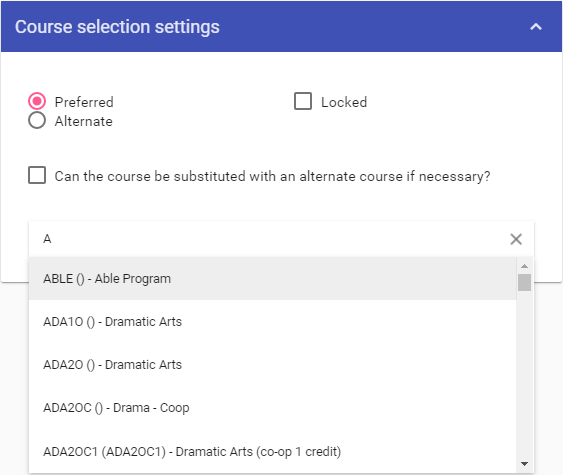 Course selection settings
Preferred
Locked
Alternate
Can the course be substituted with an alternate course if necessary?
A
ABLE () - Able Program
ADA1O () - Dramatic Arts
ADA2O () - Dramatic Arts
ADA2OC () - Drama - Coop
ADA2OC1 (ADA2OC1) - Dramatic Arts (co-op 1 credit)